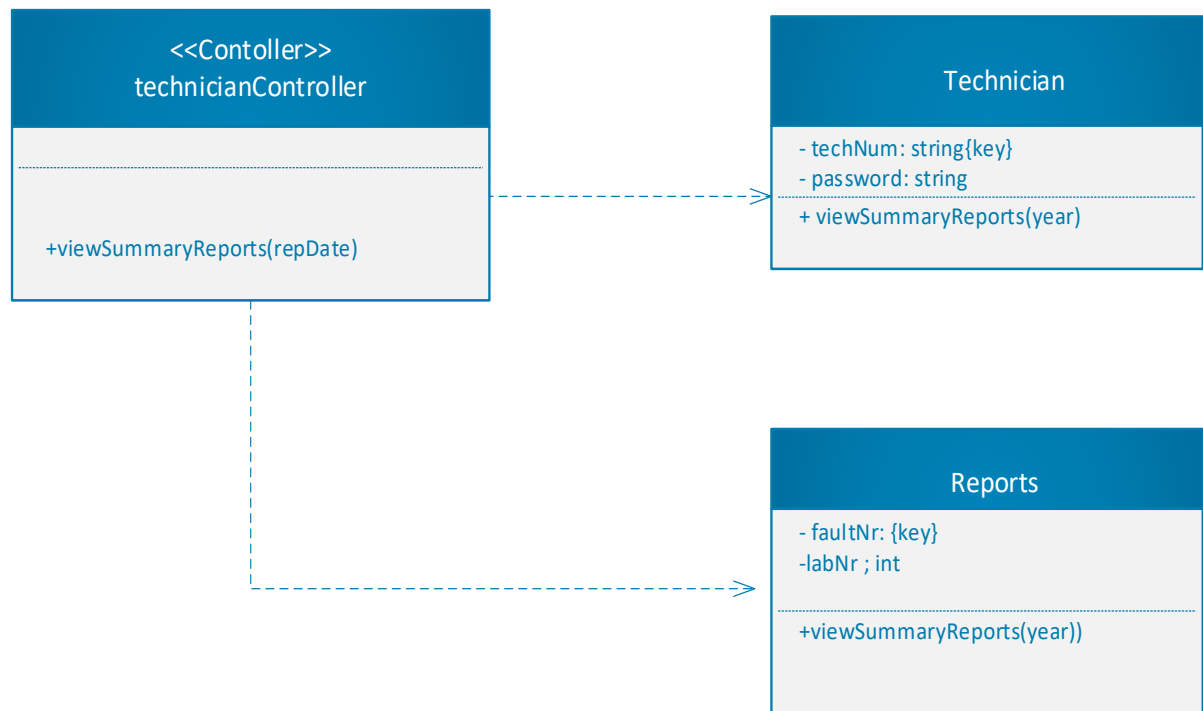 <<Contoller>>
technicianController
+viewSummaryReports(repDate)
Technician
- techNum: string{key}
- password: string
+ viewSummaryReports(year)
Reports
- faultNr: {key}
-labNr ; int
+viewSummaryReports(year))